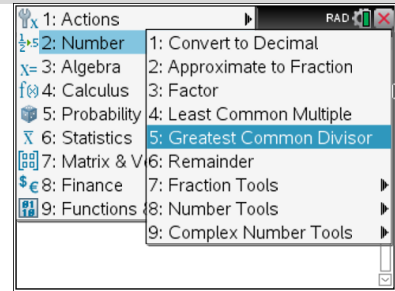 1: Actions RAD
2: Number 1: Convert to Decimal
3: Algebra 2: Approximate to Fraction
4: Calculus 3: Factor
5: Probability 4: Least Common Multiple
6: Statistics 5: Greatest Common Divisor
7: Matrix & V 6: Remainder
8: Finance 7: Fraction Tools
9: Functions & 8: Number Tools
9: Complex Number Tools